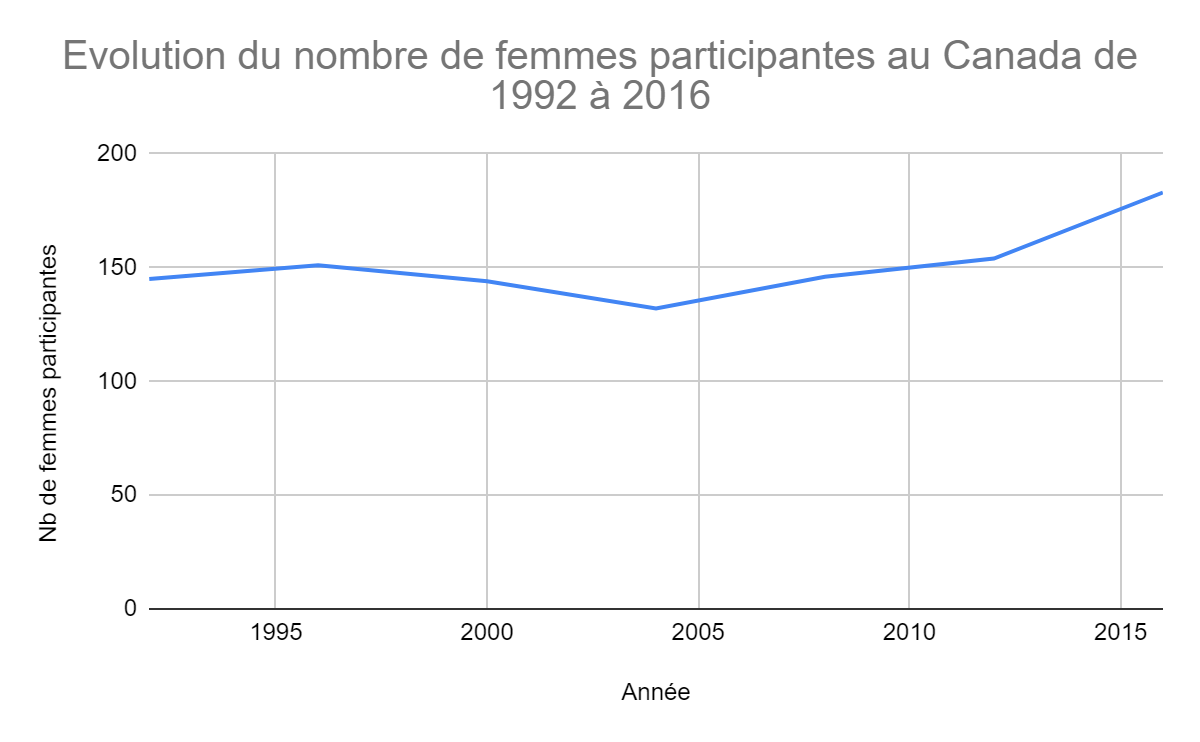 Evolution du nombre de femmes participantes au Canada de
1992 à 2016
200
150
100
50
0
Nb de femmes participantes
1995 2000 2005 2010 2015
Année